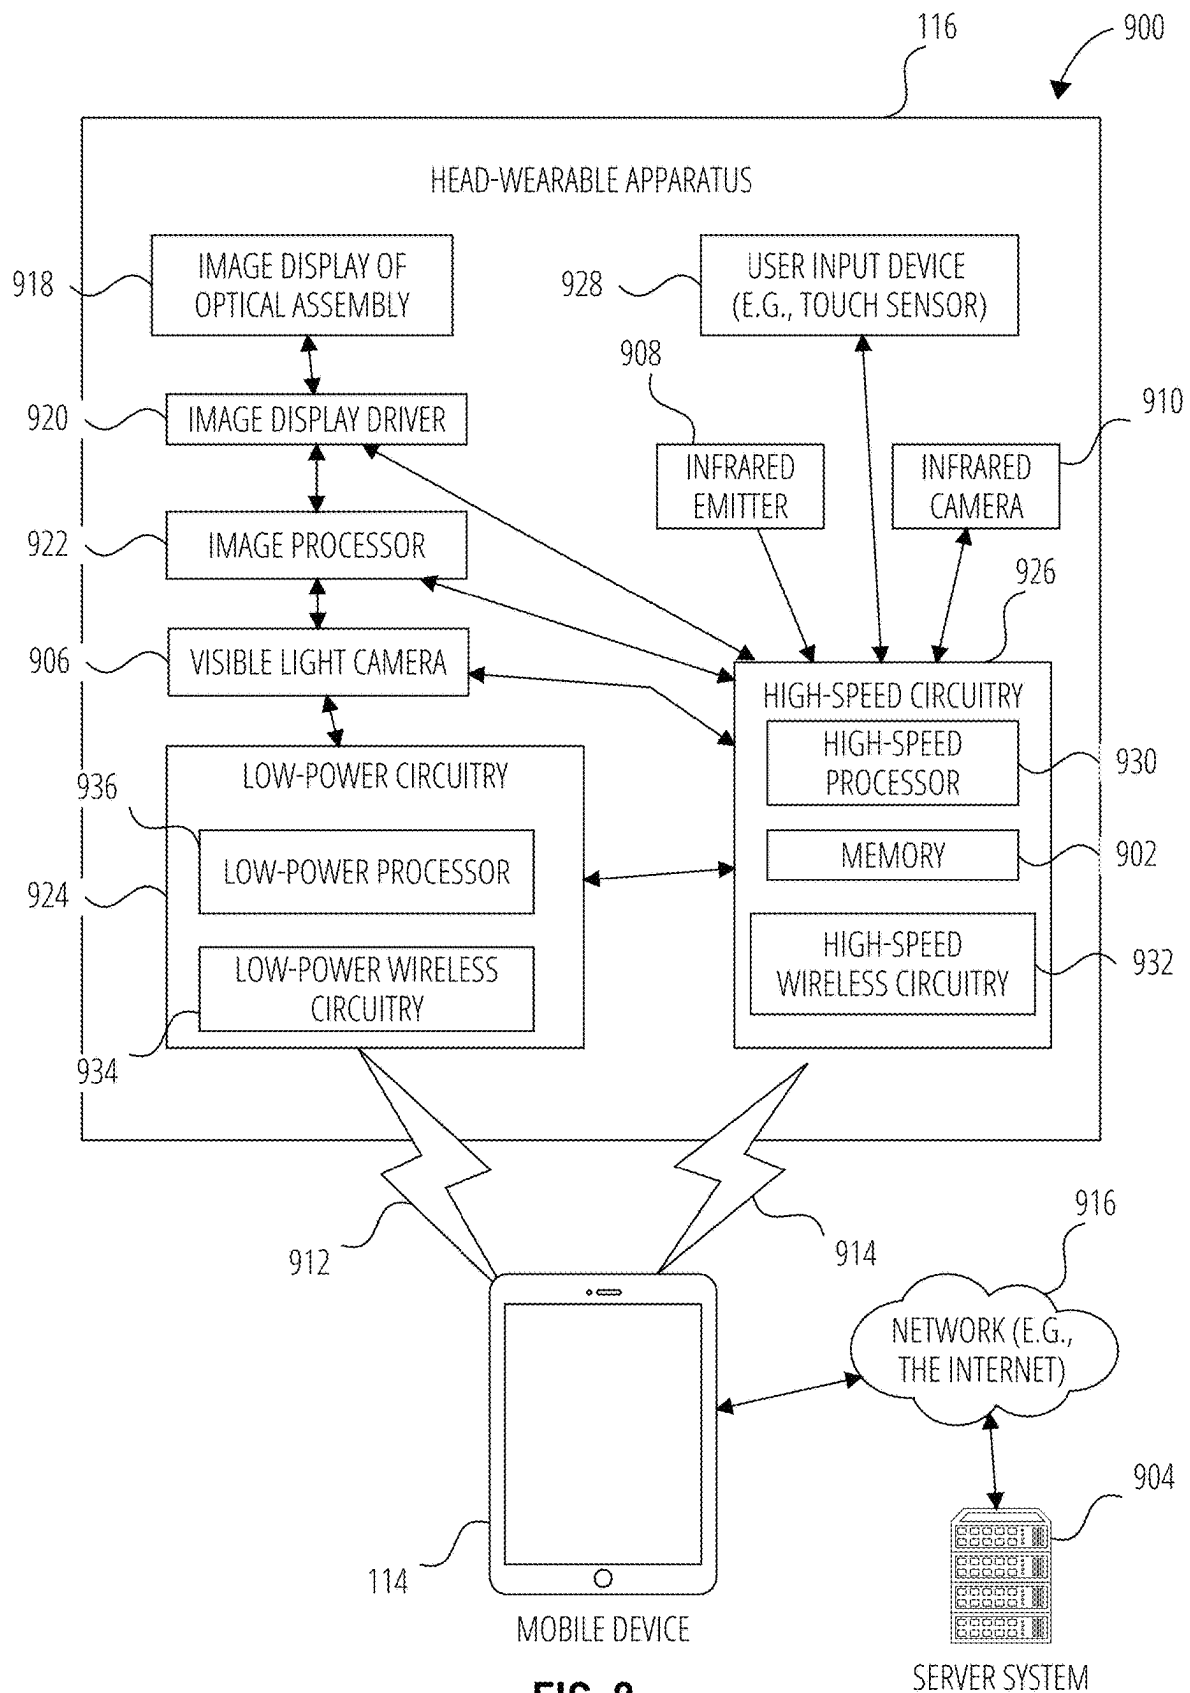 116
900
HEAD-WEARABLE APPARATUS
918
IMAGE DISPLAY OF
OPTICAL ASSEMBLY
928
USER INPUT DEVICE
(E.G., TOUCH SENSOR)
908
920
IMAGE DISPLAY DRIVER
910
INFRARED
EMITTER
INFRARED
CAMERA
922
IMAGE PROCESSOR
926
906
VISIBLE LIGHT CAMERA
HIGH-SPEED CIRCUITRY
HIGH-SPEED
PROCESSOR
930
936
LOW-POWER CIRCUITRY
MEMORY
902
LOW-POWER PROCESSOR
924
HIGH-SPEED
WIRELESS CIRCUITRY
932
LOW-POWER WIRELESS
CIRCUITRY
934
912
914
916
NETWORK (E.G.,
THE INTERNET)
904
114
MOBILE DEVICE
SERVER SYSTEM